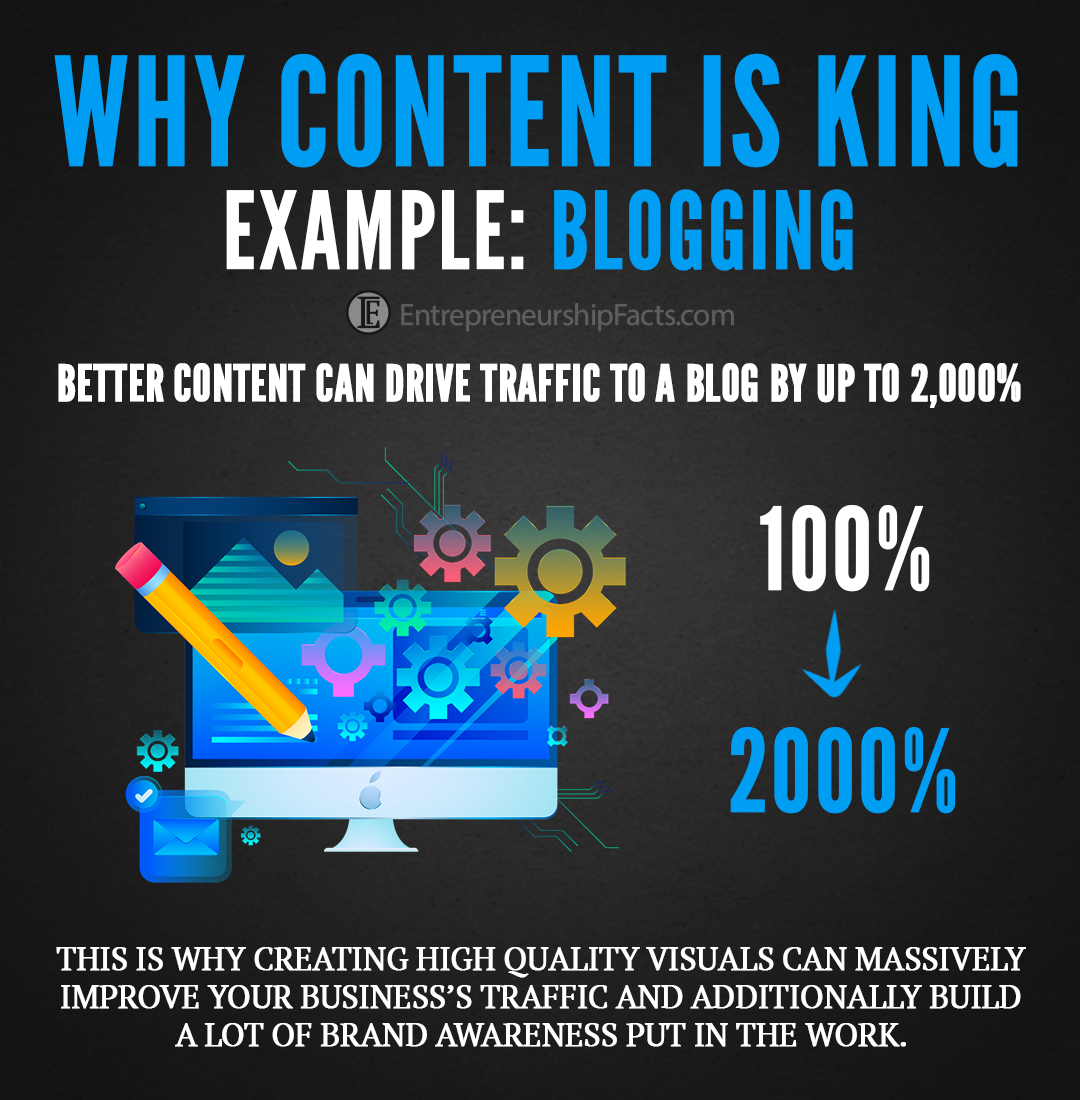 WHY CONTENT IS KING
EXAMPLE: BLOGGING
E EntrepreneurshipFacts.com
BETTER CONTENT CAN DRIVE TRAFFIC TO A BLOG BY UP TO 2,000%
100%
2000%
THIS IS WHY CREATING HIGH QUALITY VISUALS CAN MASSIVELY
IMPROVE YOUR BUSINESS'S TRAFFIC AND ADDITIONALLY BUILD
A LOT OF BRAND AWARENESS PUT IN THE WORK.